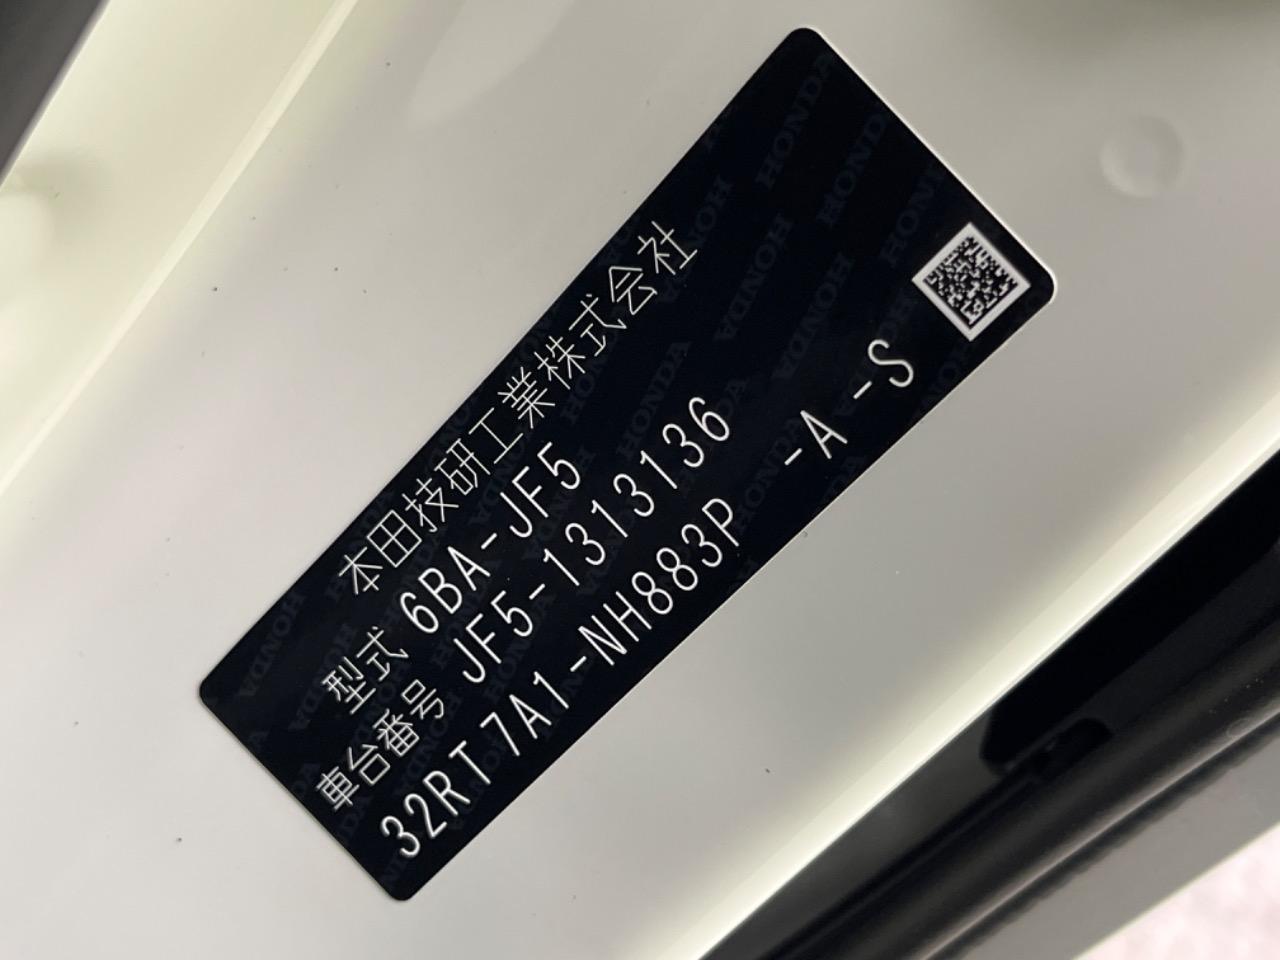 本田技研工業株式会社
型式 6BA-JF5
車台番号 JF5-1313136
32RT7A1-NH883P -A-S